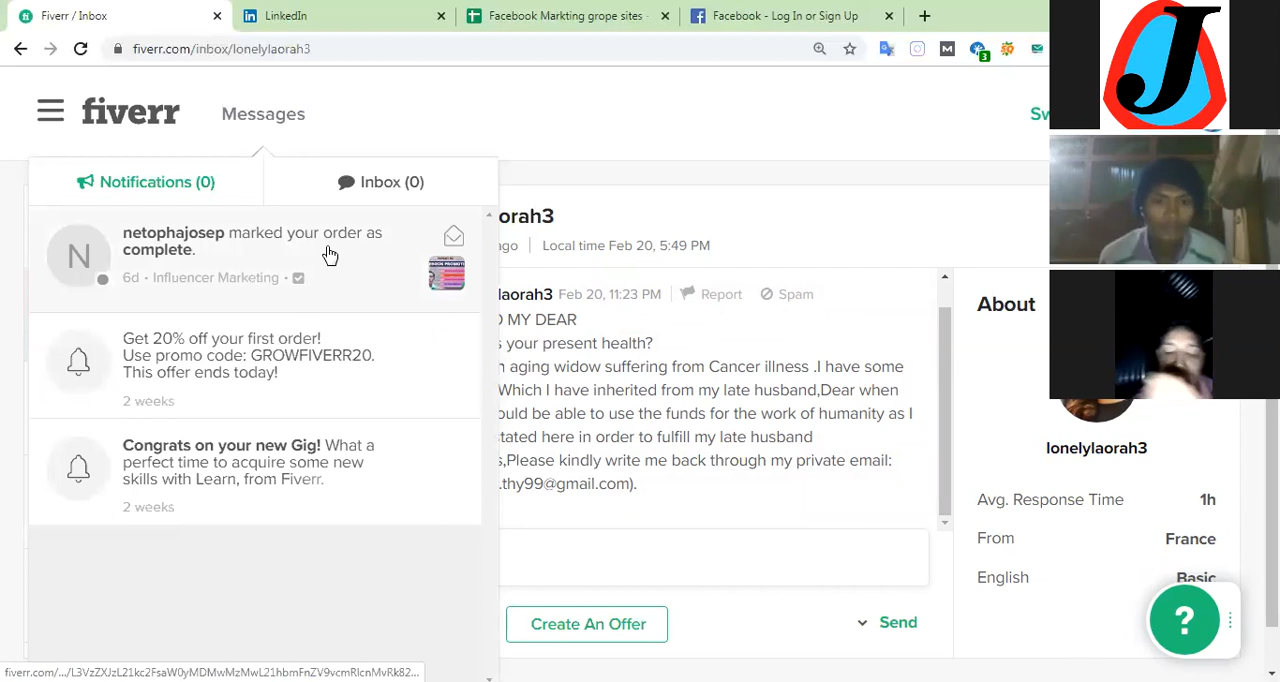 Fiverr / Inbox
LinkedIn
Facebook Markting grope sites -
Facebook - Log In or Sign Up
fiverr.com/inbox/lonelylaorah3
M
3
J
fiverr
Messages
Sw
Notifications (0)
Inbox (0)
orah3
ago
Local time Feb 20, 5:49 PM
N
netophajosep marked your order as
complete.
6d · Influencer Marketing ·
laorah3 Feb 20, 11:23 PM
Report
Spam
About
MY DEAR
s your present health?
aging widow suffering from Cancer illness .I have some
Which I have inherited from my late husband,Dear when
ould be able to use the funds for the work of humanity as I
stated here in order to fulfill my late husband
s,Please kindly write me back through my private email:
.thy99@gmail.com).
Get 20% off your first order!
Use promo code: GROWFIVERR20.
This offer ends today!
2 weeks
Congrats on your new Gig! What a
perfect time to acquire some new
skills with Learn, from Fiverr.
2 weeks
lonelylaorah3
Avg. Response Time 1h
From France
English Basic
Create An Offer
Send
?